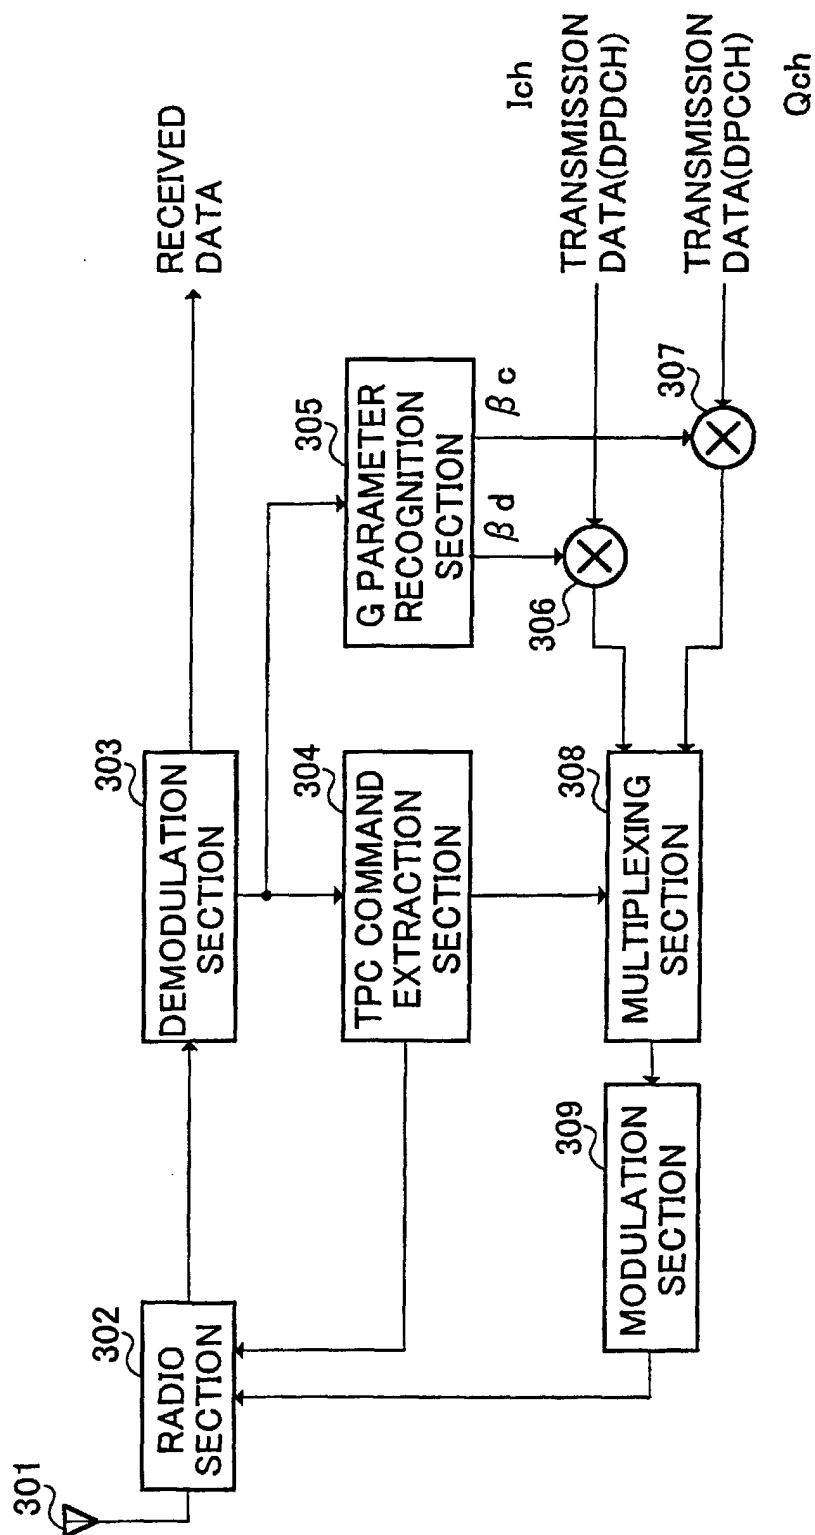 301
302
RADIO
SECTION
303
DEMODULATION
SECTION
RECEIVED
DATA
304
TPC COMMAND
EXTRACTION
SECTION
305
G PARAMETER
RECOGNITION
SECTION
βd
βc
306
307
Ich
TRANSMISSION
DATA(DPDCH)
TRANSMISSION
DATA(DPCCH)
Qch
308
MULTIPLEXING
SECTION
309
MODULATION
SECTION